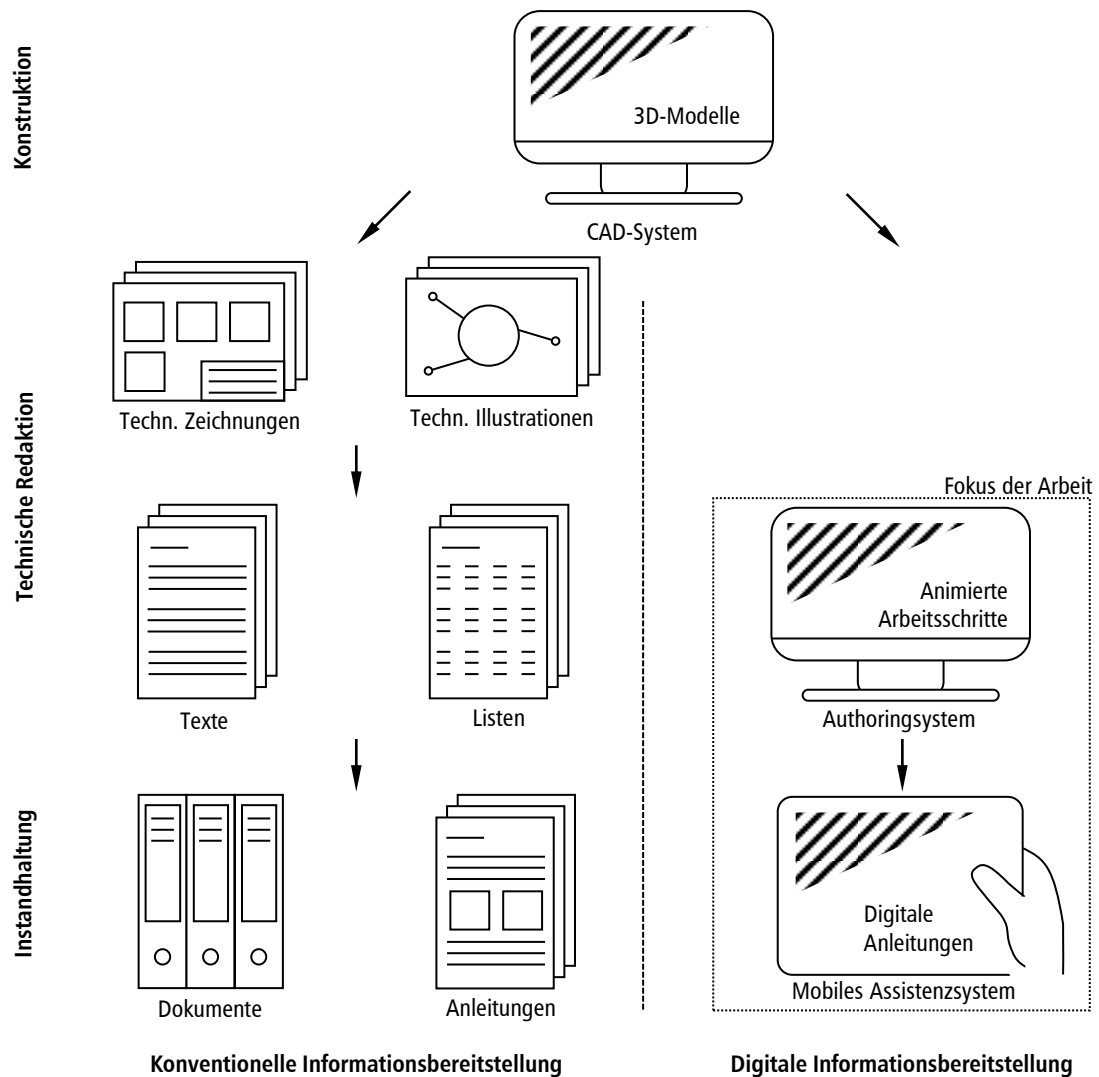 Konstruktion
3D-Modelle
CAD-System
Technische Redaktion
Techn. Zeichnungen
Techn. Illustrationen
Texte
Listen
Fokus der Arbeit
Animierte
Arbeitsschritte
Authoringsystem
Instandhaltung
Dokumente
Anleitungen
Digitale
Anleitungen
Mobiles Assistenzsystem
Konventionelle Informationsbereitstellung
Digitale Informationsbereitstellung